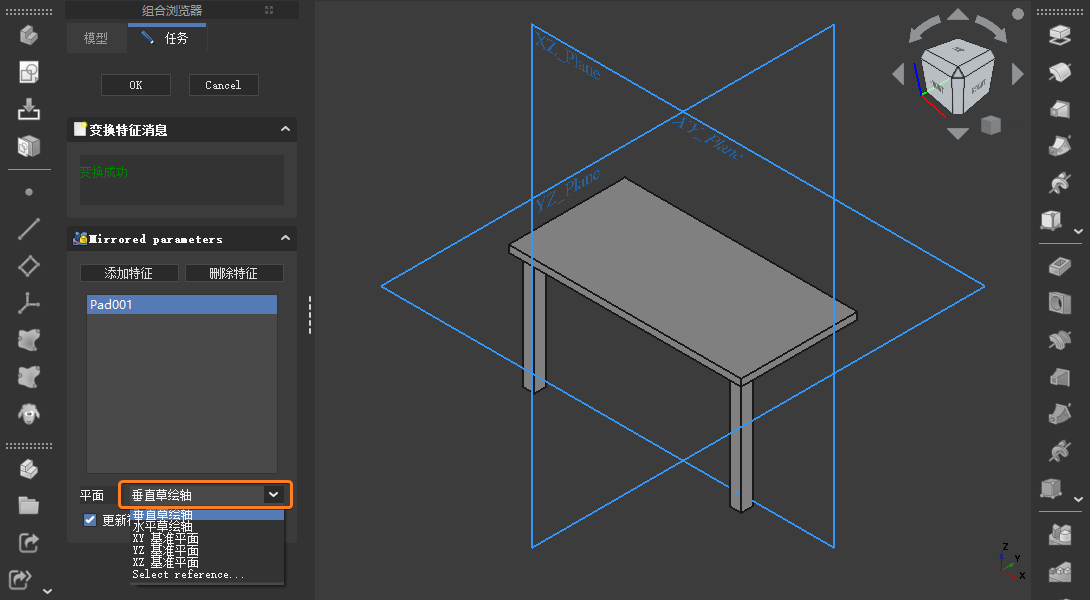 组合浏览器
模型
任务
OK
Cancel
变换特征消息
变换成功
Mirrored parameters
添加特征
删除特征
Pad001
平面
垂直草绘轴
更新
垂直草绘轴
水平草绘轴
XY 基准平面
YZ 基准平面
XZ 基准平面
Select reference...
XZ_Plane
XY_Plane
YZ_Plane
TOP
FRONT
RIGHT
Z
Y
X